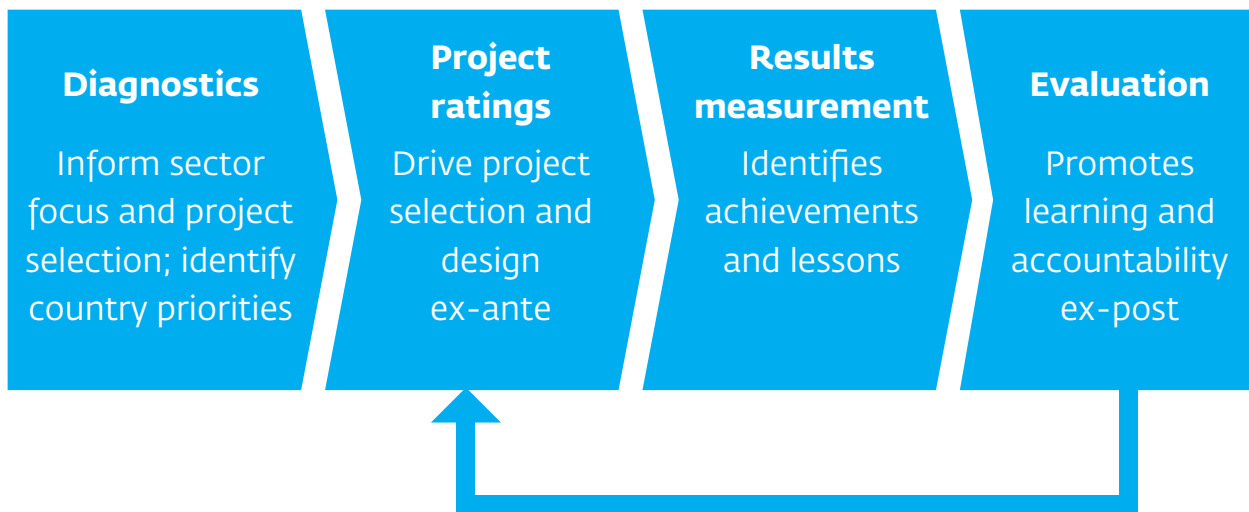 Diagnostics
Inform sector
focus and project
selection; identify
country priorities
Project
ratings
Drive project
selection and
design
ex-ante
Results
measurement
Identifies
achievements
and lessons
Evaluation
Promotes
learning and
accountability
ex-post